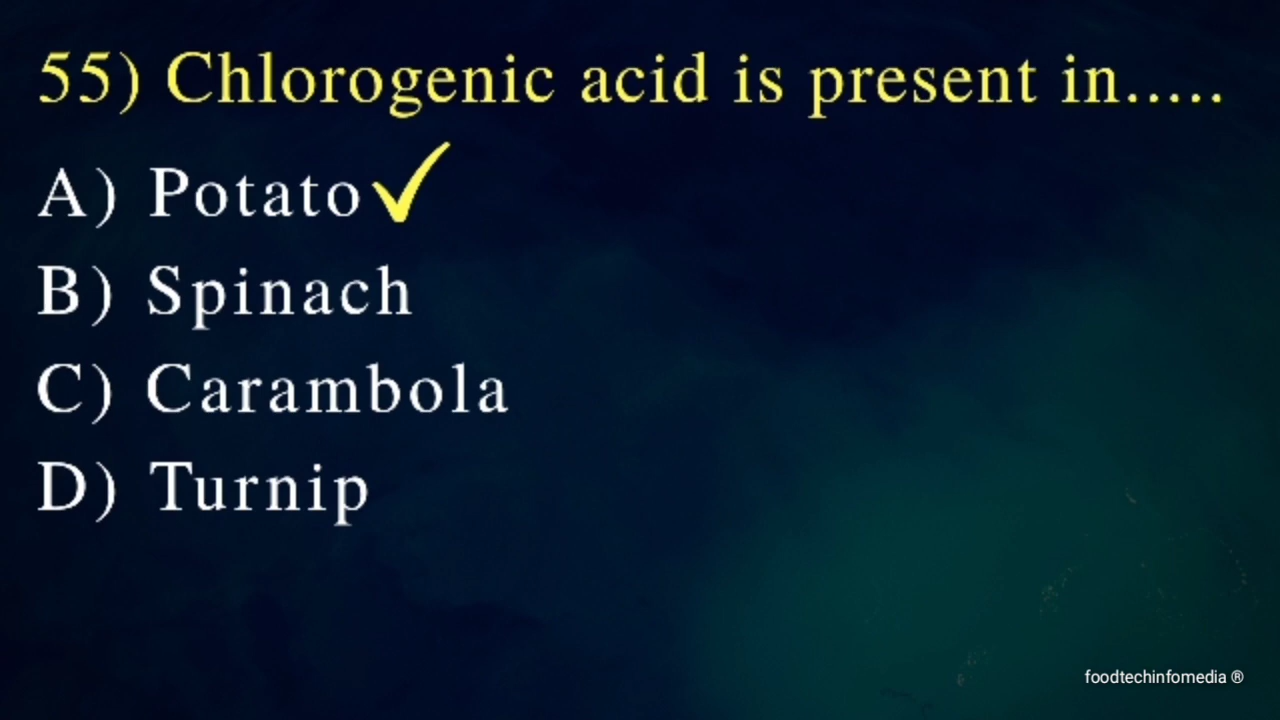 55) Chlorogenic acid is present in.....
A) Potato✓
B) Spinach
C) Carambola
D) Turnip
foodtechinfomedia ®